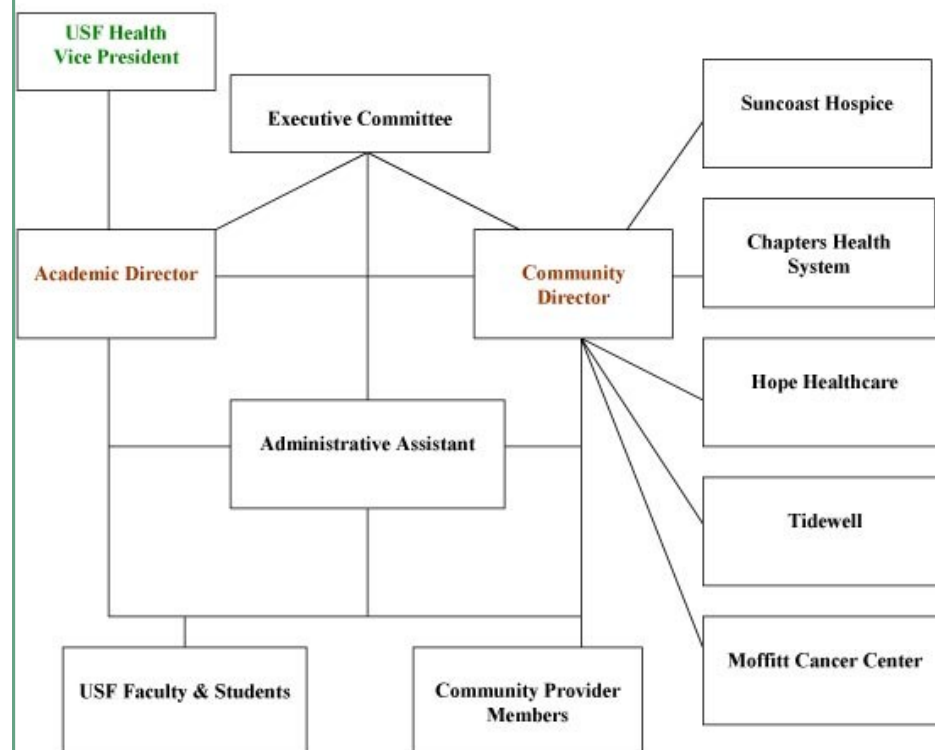 USF Health
Vice President
Executive Committee
Suncoast Hospice
Academic Director
Community
Director
Chapters Health
System
Hope Healthcare
Administrative Assistant
Tidewell
Moffitt Cancer Center
USF Faculty & Students
Community Provider
Members